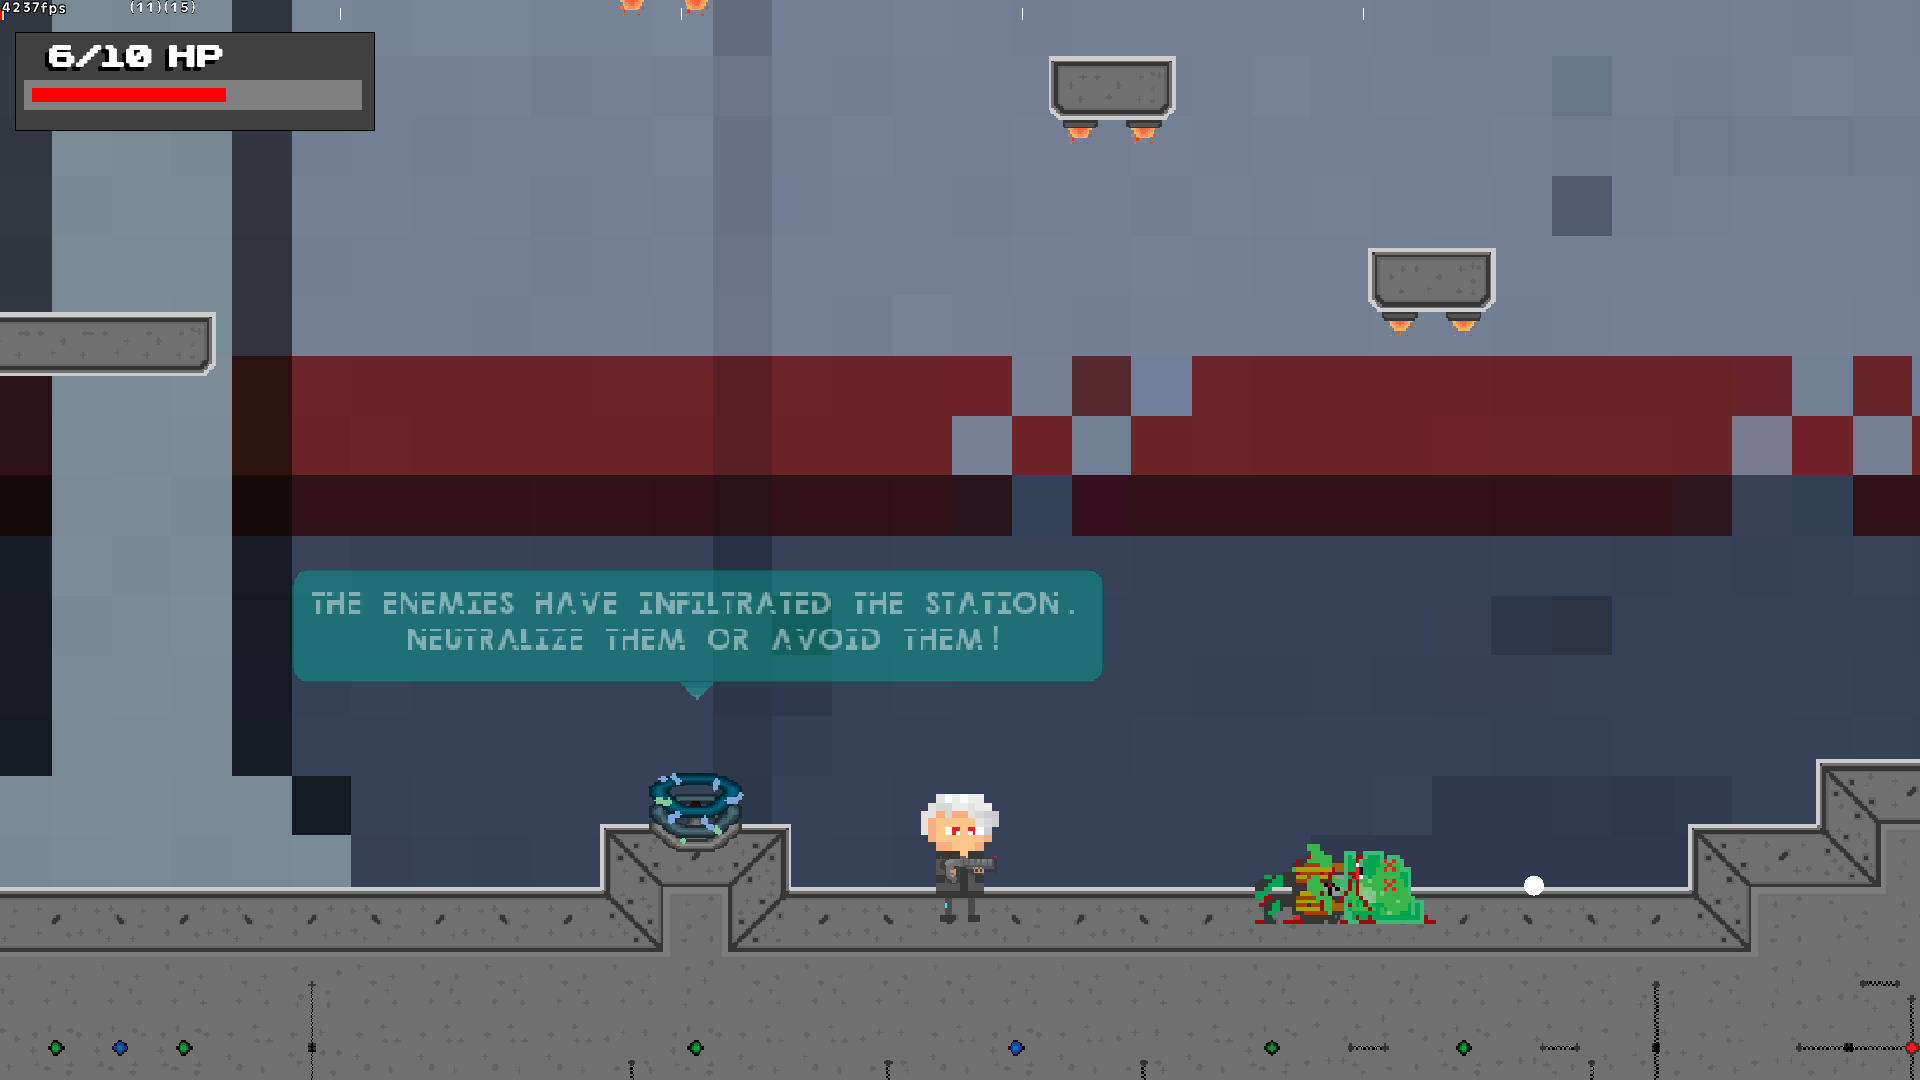 4237fps (11)(15)
6/10 HP
THE ENEMIES HAVE INFILTRATED THE STATION.
NEUTRALIZE THEM OR AVOID THEM!